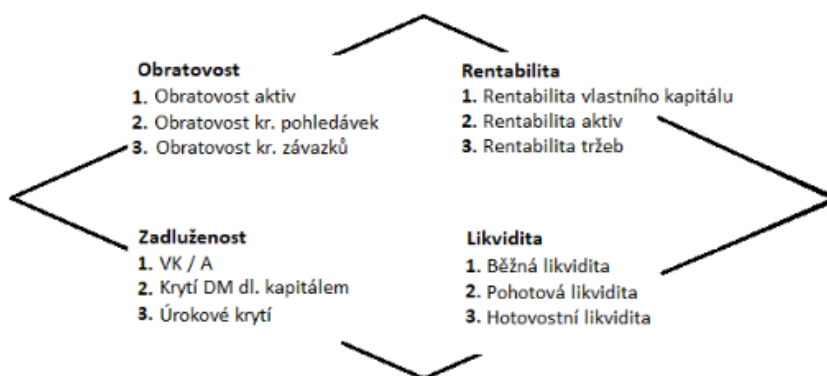 Obratovost
1. Obratovost aktiv
2. Obratovost kr. pohledávek
3. Obratovost kr. závazků
Rentabilita
1. Rentabilita vlastního kapitálu
2. Rentabilita aktiv
3. Rentabilita tržeb
Zadluženost
1. VK / A
2. Krytí DM dl. kapitálem
3. Úrokové krytí
Likvidita
1. Běžná likvidita
2. Pohotová likvidita
3. Hotovostní likvidita